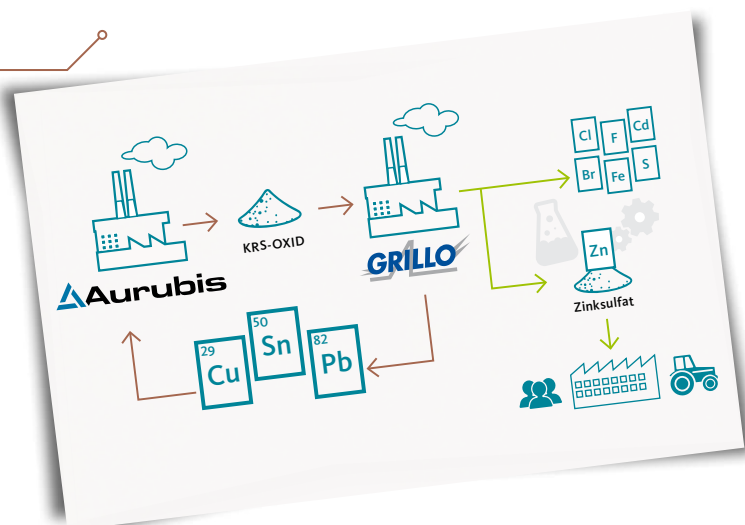 Aurubis
KRS-OXID
GRILLO
Cl
F
Cd
Br
Fe
S
Zn
Zinksulfat
29
Cu
50
Sn
82
Pb